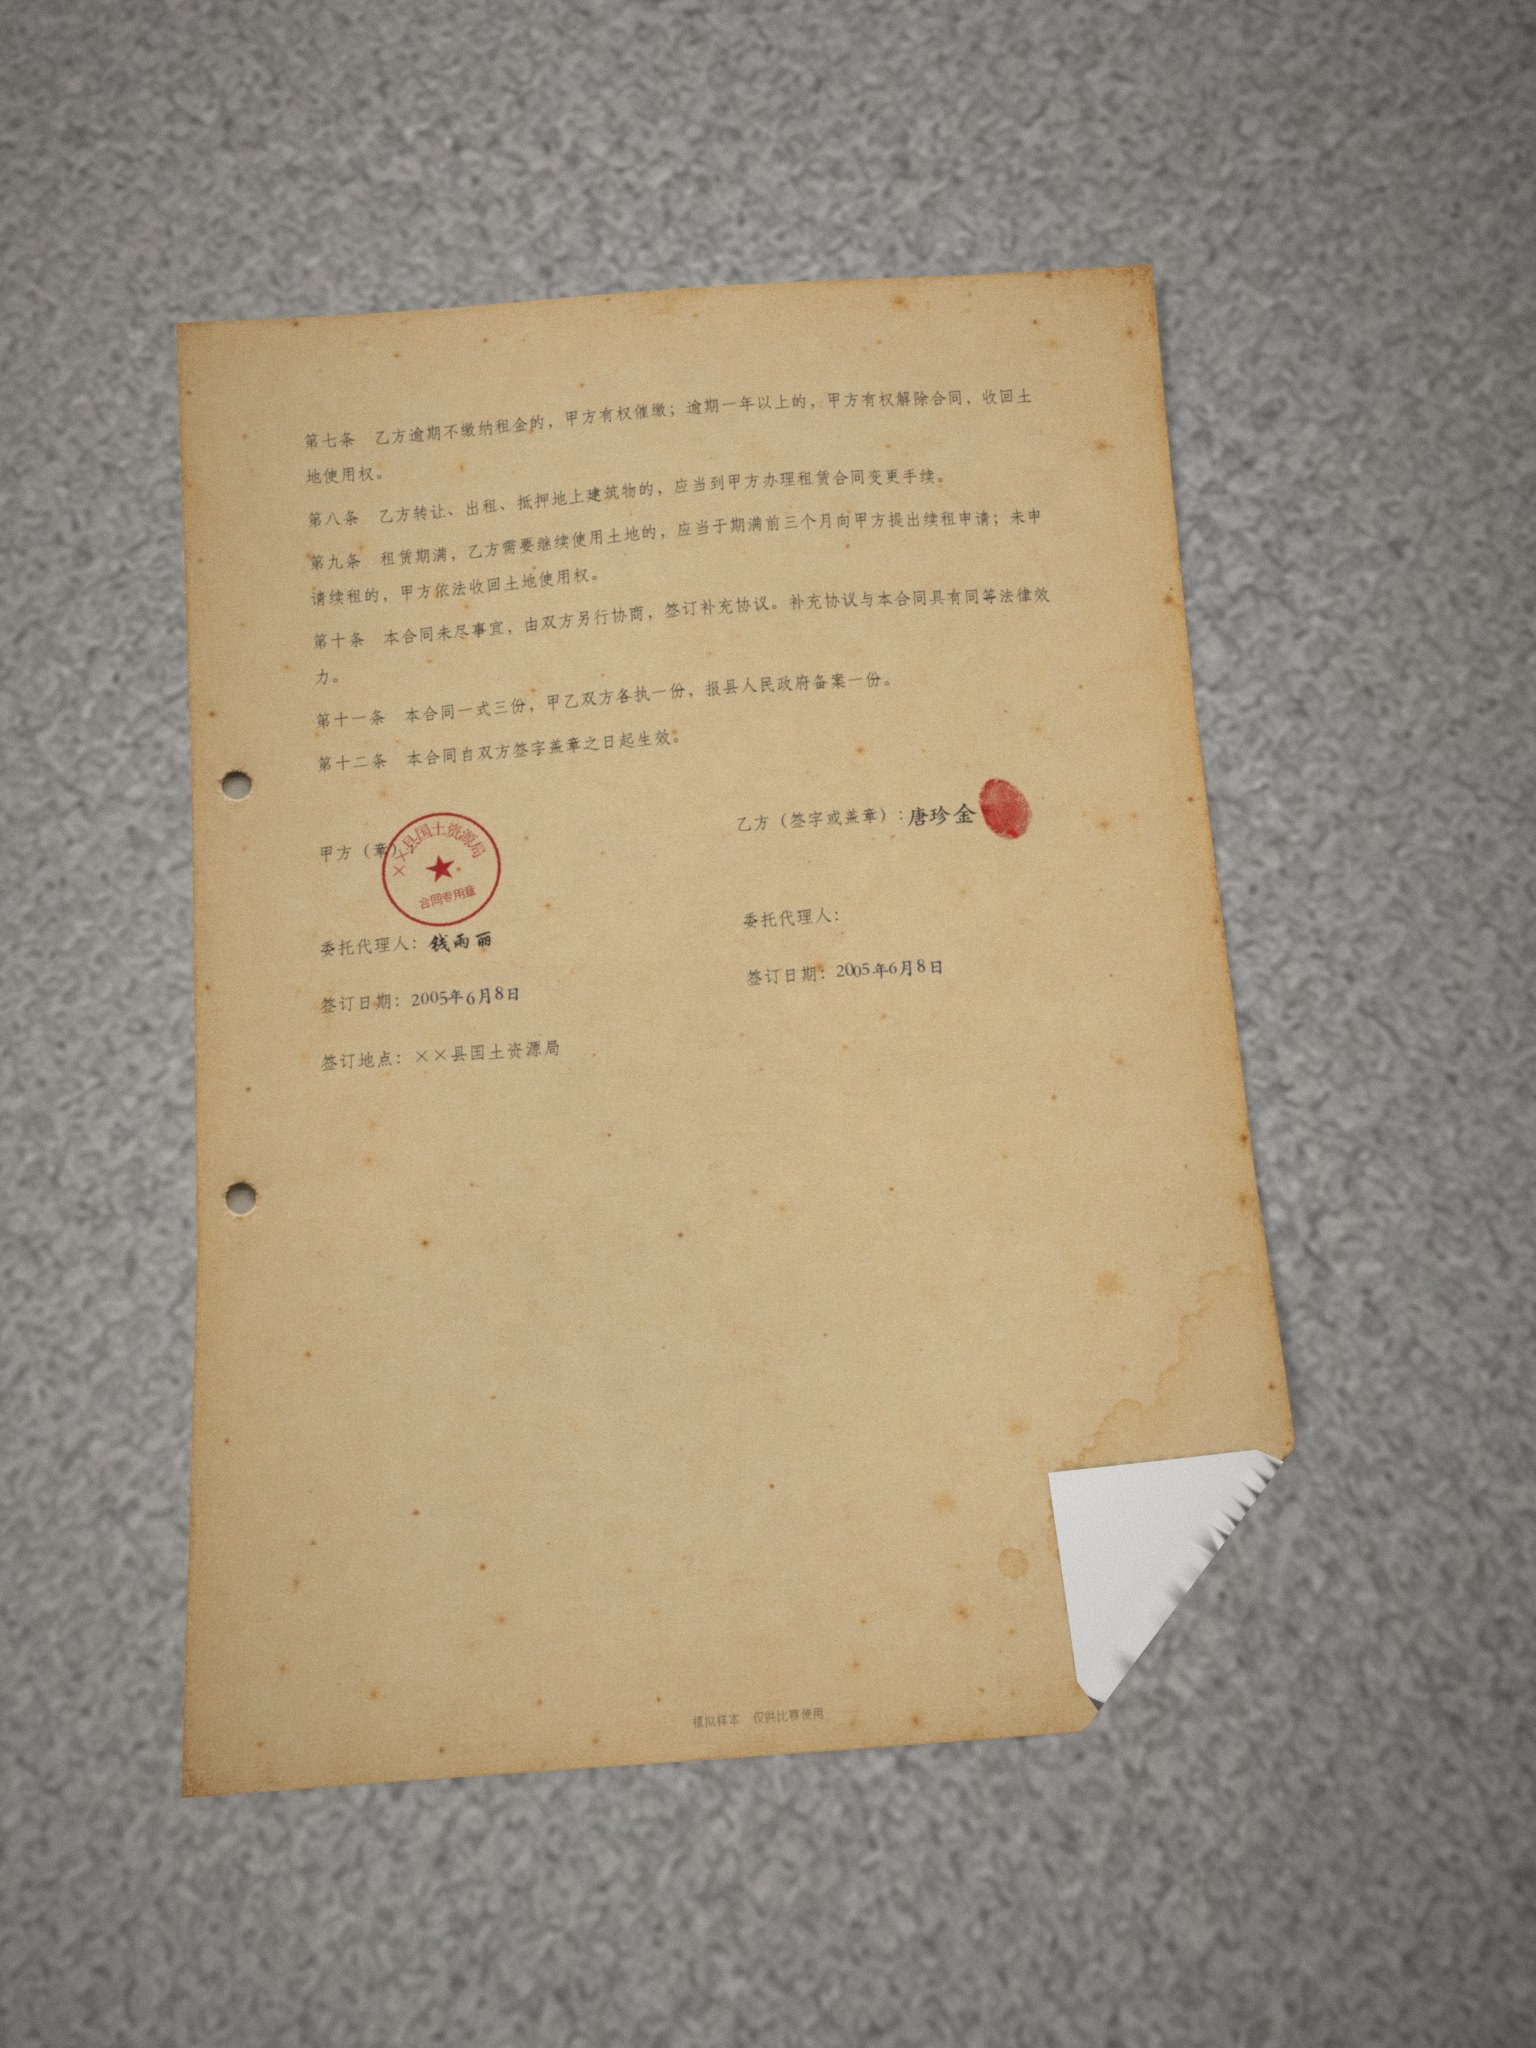 第七条　乙方逾期不缴纳租金的，甲方有权催缴；逾期一年以上的，甲方有权解除合同，收回土
地使用权。
第八条　乙方转让、出租、抵押地上建筑物的，应当到甲方办理租赁合同变更手续。
第九条　租赁期满，乙方需要继续使用土地的，应当于期满前三个月向甲方提出续租申请；未申
请续租的，甲方依法收回土地使用权。
第十条　本合同未尽事宜，由双方另行协商，签订补充协议。补充协议与本合同具有同等法律效
力。
第十一条　本合同一式三份，甲乙双方各执一份，报县人民政府备案一份。
第十二条　本合同自双方签字盖章之日起生效。
甲方（章）
××县国土资源局
合同专用章
委托代理人：钱雨丽
签订日期：2005年6月8日
签订地点：××县国土资源局
乙方（签字或盖章）：唐珍金
委托代理人：
签订日期：2005年6月8日
模拟样本　仅供比赛使用